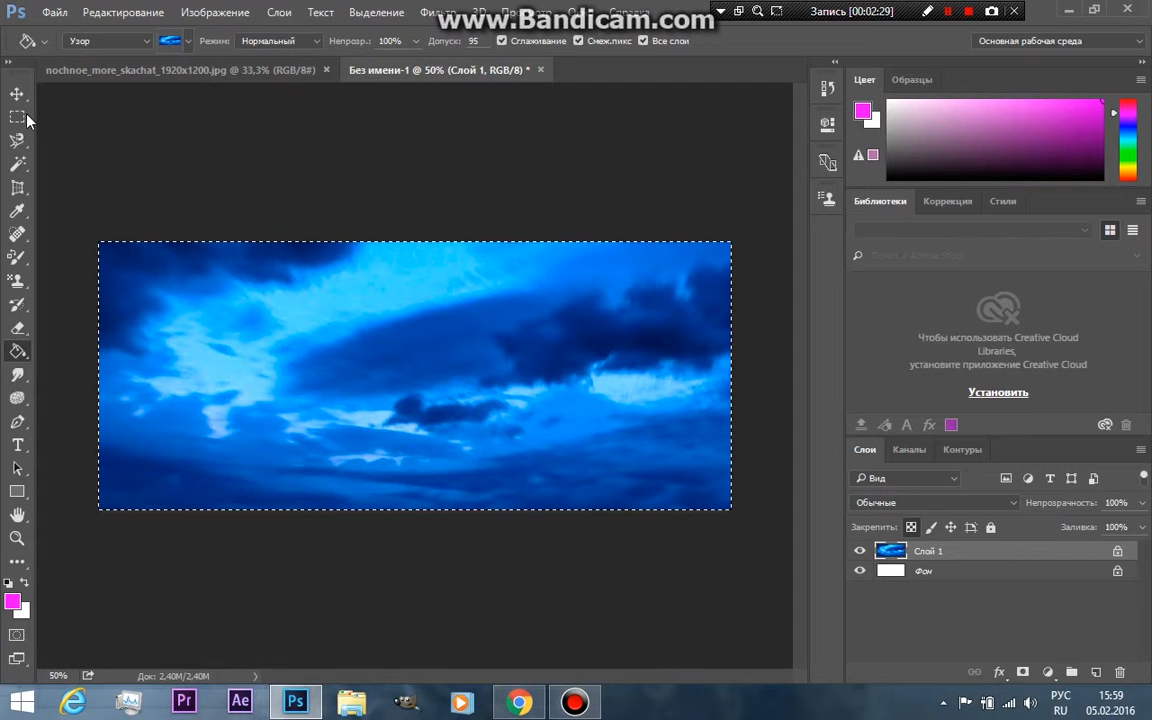 Ps Файл Редактирование Изображение Слои Текст Выделение
www.Bandicam.com
Запись [00:02:29]
Узор Режим: Нормальный Непрозр.: 100% Допуск: 95 Сглаживание Смеж.пикс Все слои Основная рабочая среда
nochnoe_more_skachat_1920x1200.jpg @ 33,3% (RGB/8#) × Без имени-1 @ 50% (Слой 1, RGB/8) * ×
Цвет Образцы
Библиотеки Коррекция Стили
Чтобы использовать Creative Cloud
Libraries,
установите приложение Creative Cloud
Установить
Слои Каналы Контуры
Вид
Обычные Непрозрачность: 100%
Закрепить: Заливка: 100%
Слой 1
Фон
50% Док: 2,40M/2,40M
Pr Ae Ps
РУС 15:59
RU 05.02.2016